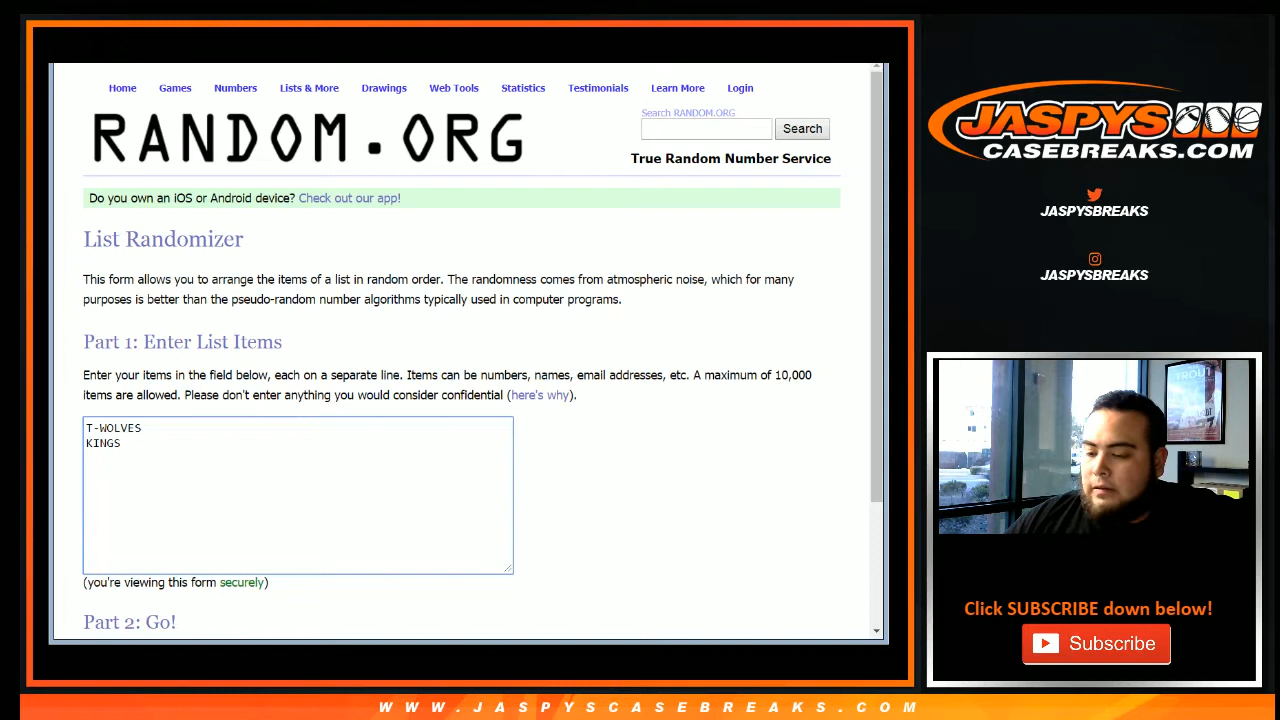 Home Games Numbers Lists & More Drawings Web Tools Statistics Testimonials Learn More Login
RANDOM.ORG
Search RANDOM.ORG
Search
True Random Number Service
Do you own an iOS or Android device? Check out our app!
List Randomizer
This form allows you to arrange the items of a list in random order. The randomness comes from atmospheric noise, which for many
purposes is better than the pseudo-random number algorithms typically used in computer programs.
Part 1: Enter List Items
Enter your items in the field below, each on a separate line. Items can be numbers, names, email addresses, etc. A maximum of 10,000
items are allowed. Please don't enter anything you would consider confidential (here's why).
T-WOLVES
KINGS
(you're viewing this form securely)
Part 2: Go!
JASPYS
CASEBREAKS.COM
JASPYSBREAKS
JASPYSBREAKS
TROUT
Click SUBSCRIBE down below!
Subscribe
WWW.JASPYSCASEBREAKS.COM